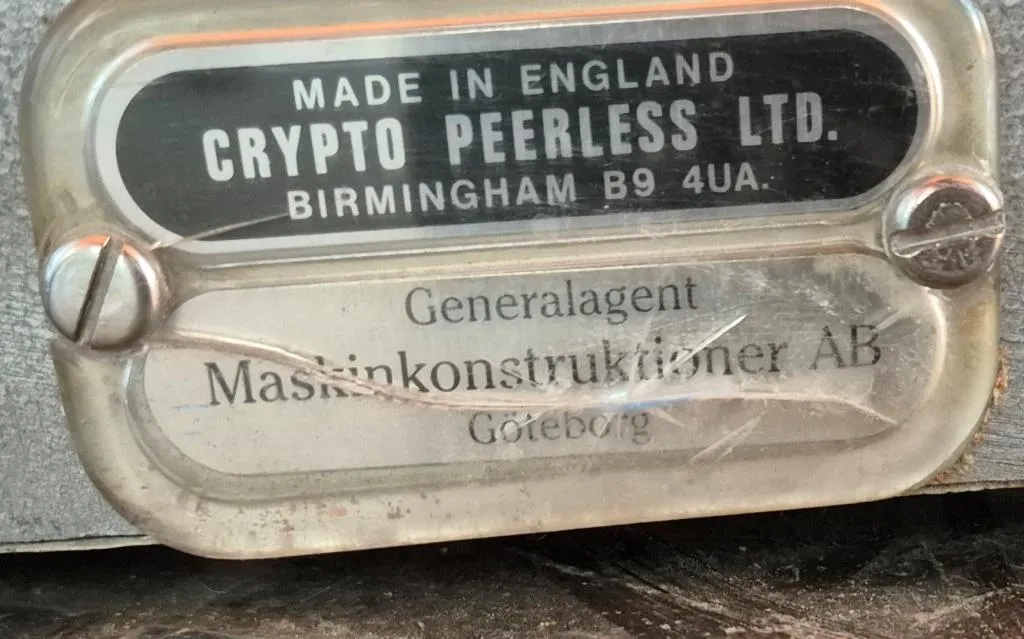 MADE IN ENGLAND
CRYPTO PEERLESS LTD.
BIRMINGHAM B9 4UA.
Generalagent
Maskinkonstruktioner AB
Göteborg